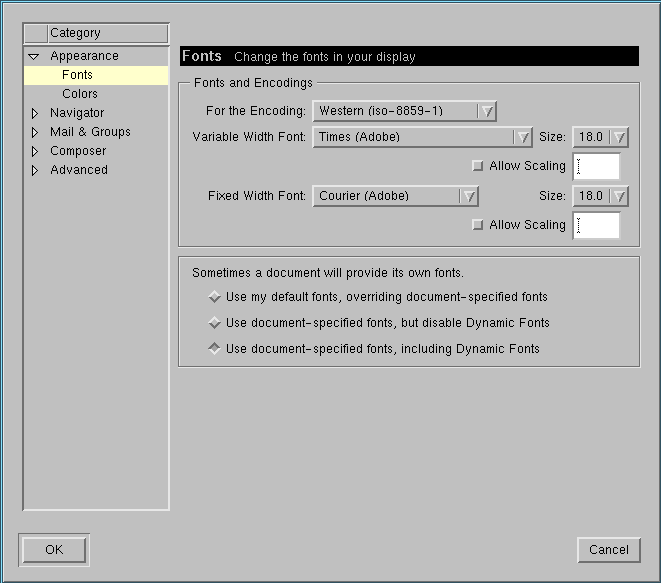 Category
Appearance
Fonts
Colors
Navigator
Mail & Groups
Composer
Advanced
Fonts Change the fonts in your display
Fonts and Encodings
For the Encoding: Western (iso-8859-1)
Variable Width Font: Times (Adobe) Size: 18.0
Allow Scaling
Fixed Width Font: Courier (Adobe) Size: 18.0
Allow Scaling
Sometimes a document will provide its own fonts.
Use my default fonts, overriding document-specified fonts
Use document-specified fonts, but disable Dynamic Fonts
Use document-specified fonts, including Dynamic Fonts
OK Cancel